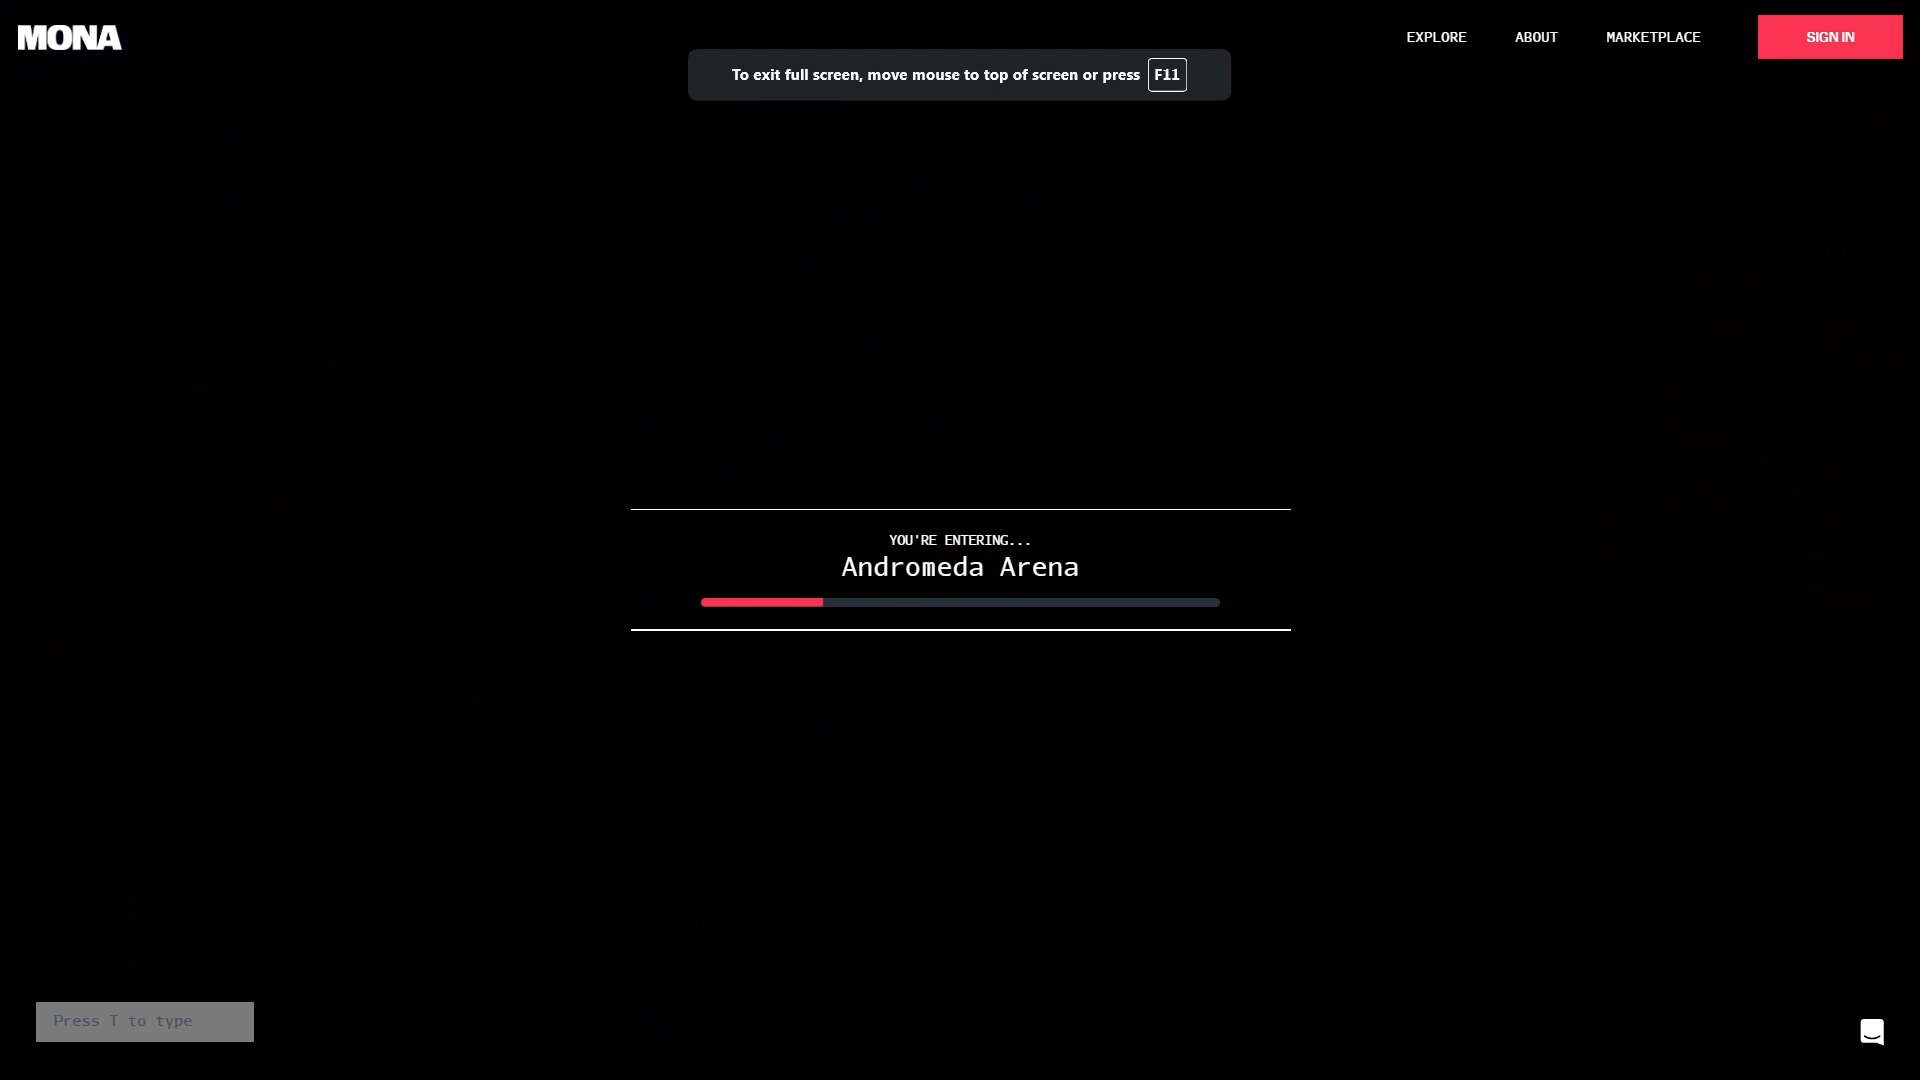 MONA
EXPLORE
ABOUT
MARKETPLACE
SIGN IN
To exit full screen, move mouse to top of screen or press F11
YOU'RE ENTERING...
Andromeda Arena
Press T to type